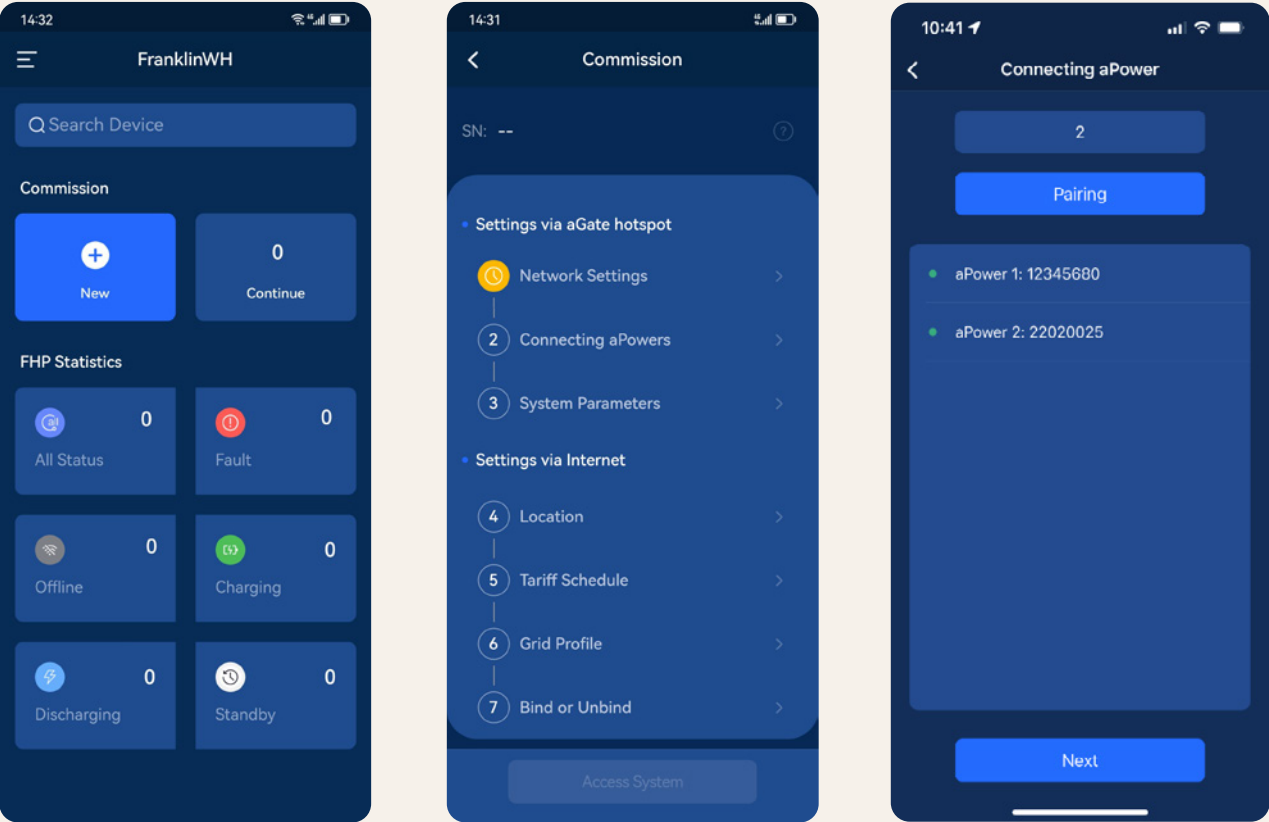 14:32
FranklinWH
Search Device
Commission
New
0
Continue
FHP Statistics
0
All Status
0
Fault
0
Offline
0
Charging
0
Discharging
0
Standby
14:31
Commission
SN: --
?
Settings via aGate hotspot
Network Settings
2 Connecting aPowers
3 System Parameters
Settings via Internet
4 Location
5 Tariff Schedule
6 Grid Profile
7 Bind or Unbind
Access System
10:41
Connecting aPower
2
Pairing
aPower 1: 12345680
aPower 2: 22020025
Next